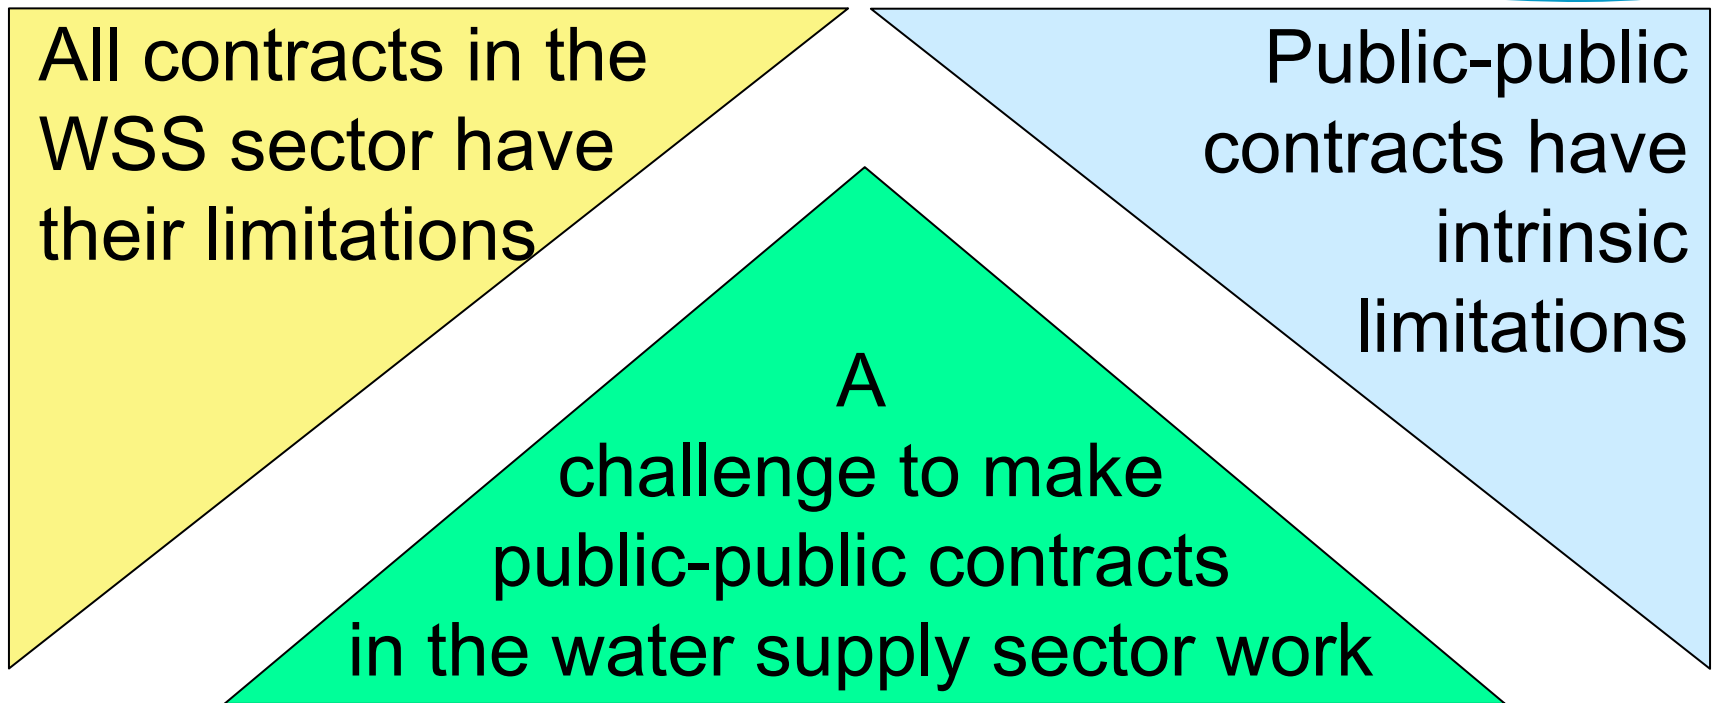 All contracts in the
WSS sector have
their limitations
Public-public
contracts have
intrinsic
limitations
A
challenge to make
public-public contracts
in the water supply sector work